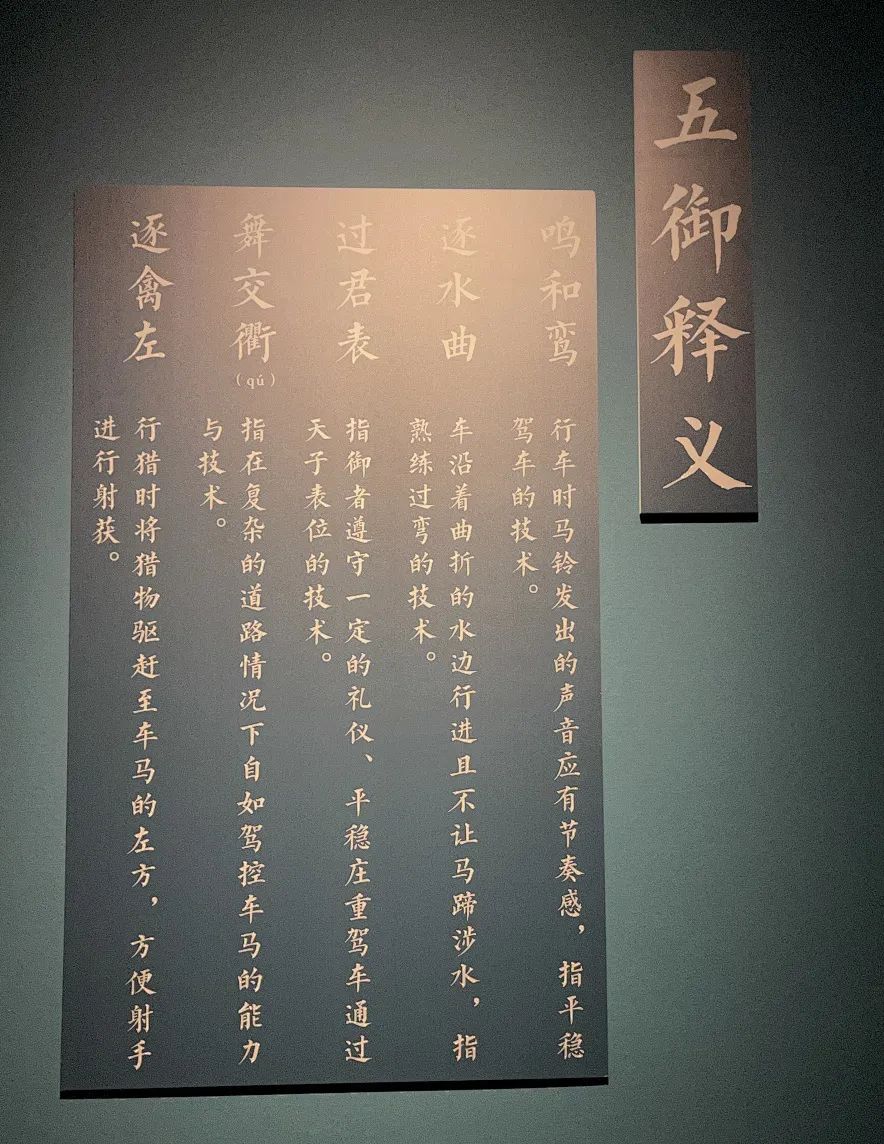 五御释义
鸣和鸾
行车时马铃发出的声音应有节奏感，指平稳
驾车的技术。
逐水曲
车沿着曲折的水边行进且不让马蹄涉水，指
熟练过弯的技术。
过君表
指御者遵守一定的礼仪、平稳庄重驾车通过
天子表位的技术。
舞交衢
（qú）
指在复杂的道路情况下自如驾控车马的能力
与技术。
逐禽左
行猎时将猎物驱赶至车马的左方，方便射手
进行射获。